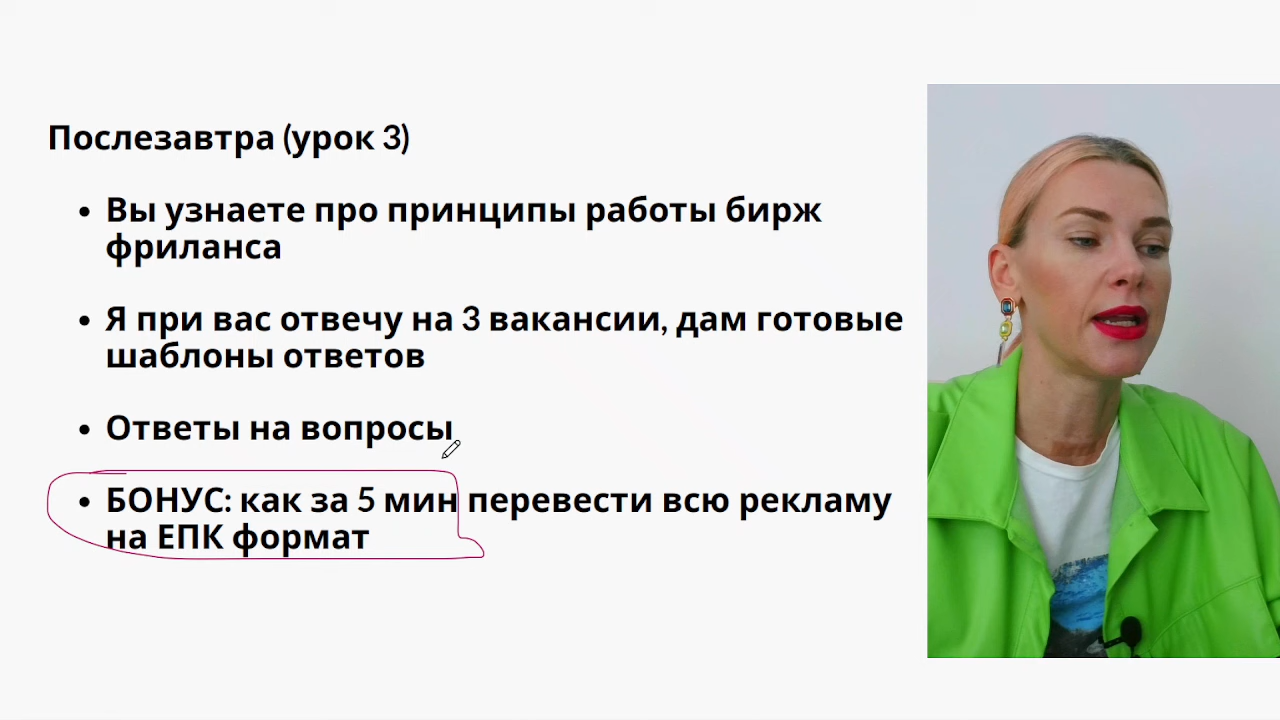 Послезавтра (урок 3)
• Вы узнаете про принципы работы бирж
фриланса
• Я при вас отвечу на 3 вакансии, дам готовые
шаблоны ответов
• Ответы на вопросы
• БОНУС: как за 5 мин перевести всю рекламу
на ЕПК формат